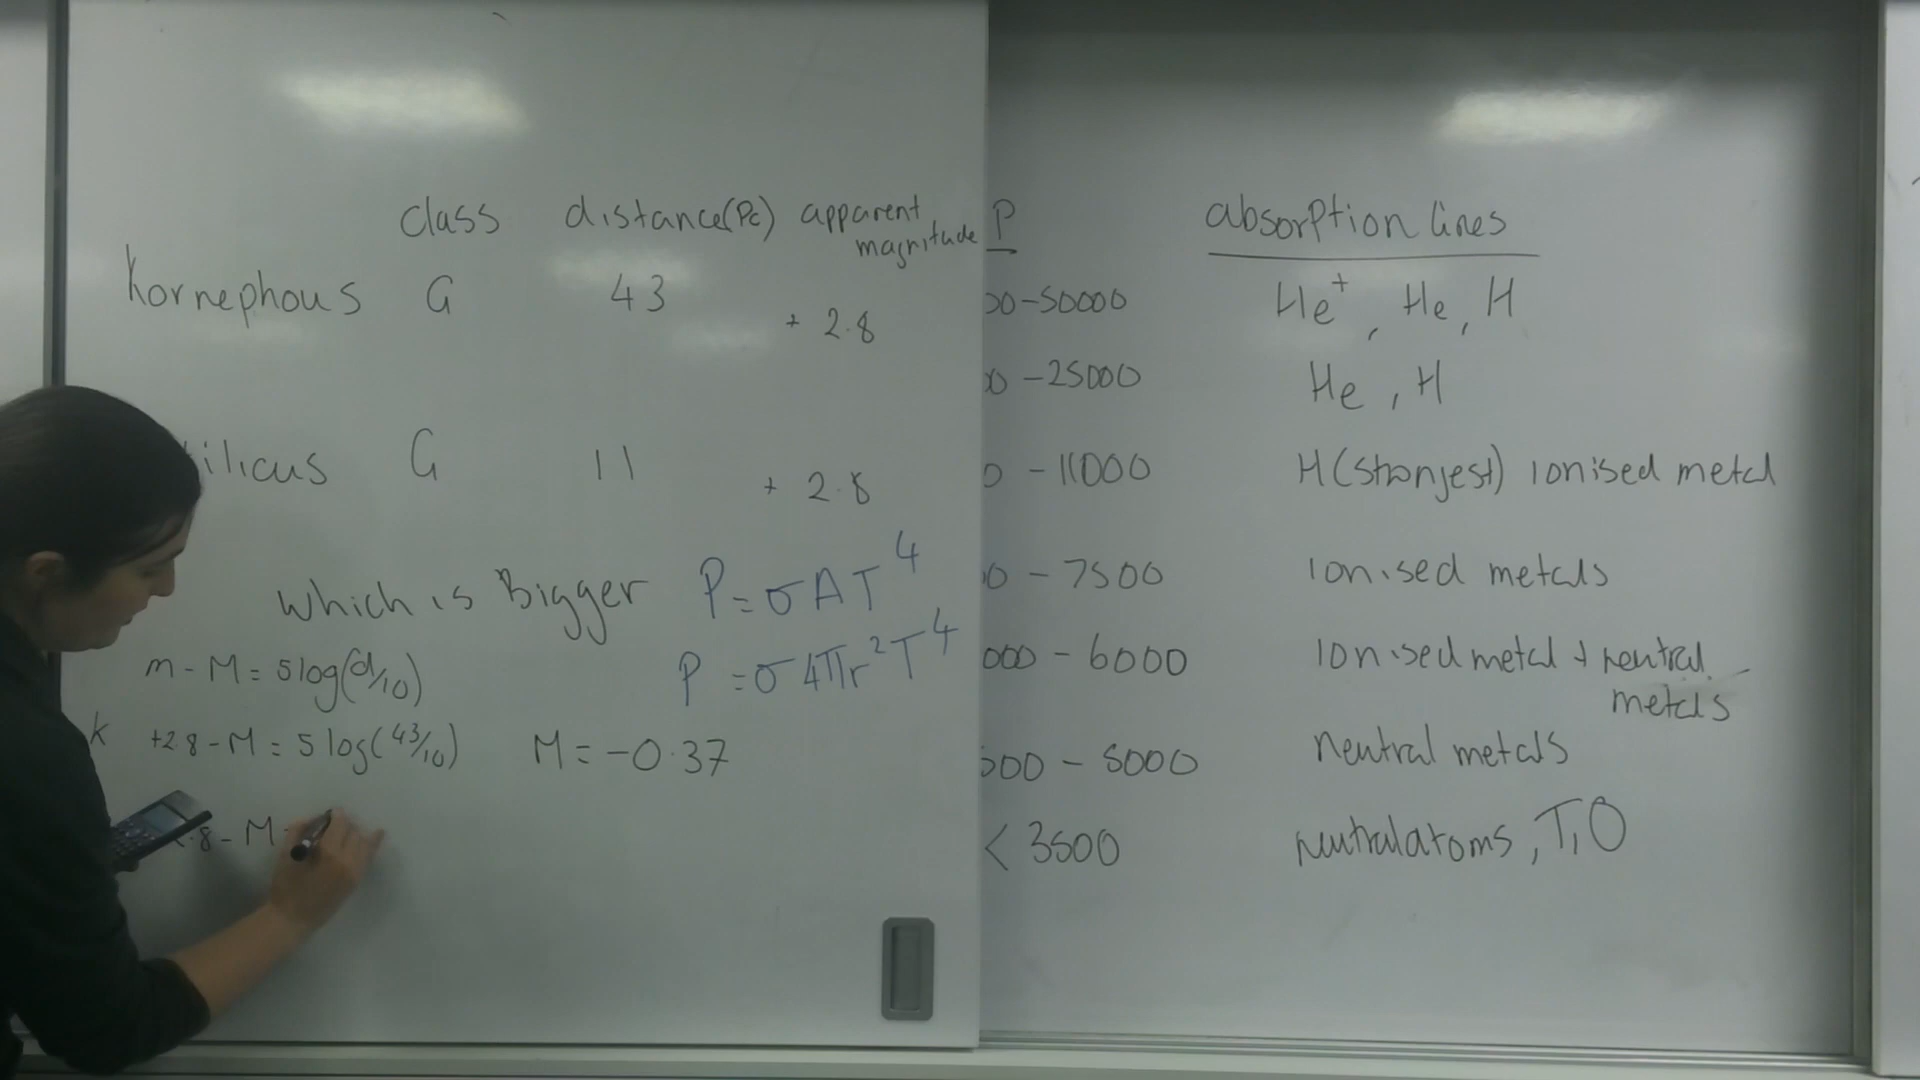 class distance(Pc) apparent magnitude
Kornephous G 43 + 2.8
ilicus G 11 + 2.8
Which is Bigger P = σAT⁴
P = σ4πr²T⁴
m - M = 5log(d/10)
k +2.8 - M = 5 log(43/10) M = -0.37
.8 - M
P absorption lines
00-50000 He⁺, He, H
0 - 25000 He, H
0 - 11000 H(strongest) ionised metal
00 - 7500 ionised metals
000 - 6000 ionised metal + neutral metals
500 - 5000 neutral metals
< 3500 neutral atoms, TiO